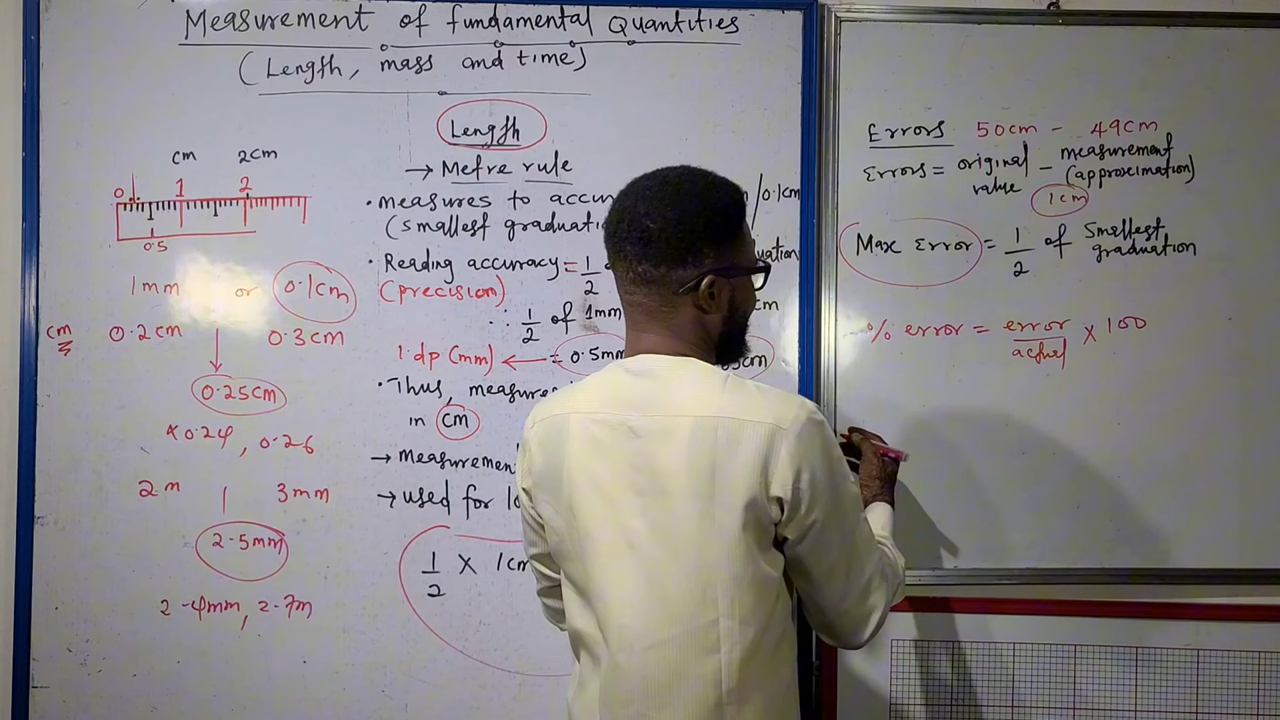 Measurement of fundamental Quantities
(Length, mass and time)
Length
→ Metre rule
• measures to
(smallest
/0.1cm
• Reading accuracy = 1/2
(precision)
∴ 1/2 of 1mm
cm
1.dp (mm) ← = 0.5mm
• Thus,
in cm
→
→ used for
1/2 × 1cm
cm 2cm
0 1 2
0.5
1mm or 0.1cm
cm 0.2cm 0.3cm
0.25cm
0.24, 0.26
2m 3mm
2.5mm
2.4mm, 2.7m
Errors 50cm - 49cm
Errors = original value - measurement (approximation)
1cm
Max Error = 1/2 of Smallest graduation
% error = error/actual × 100